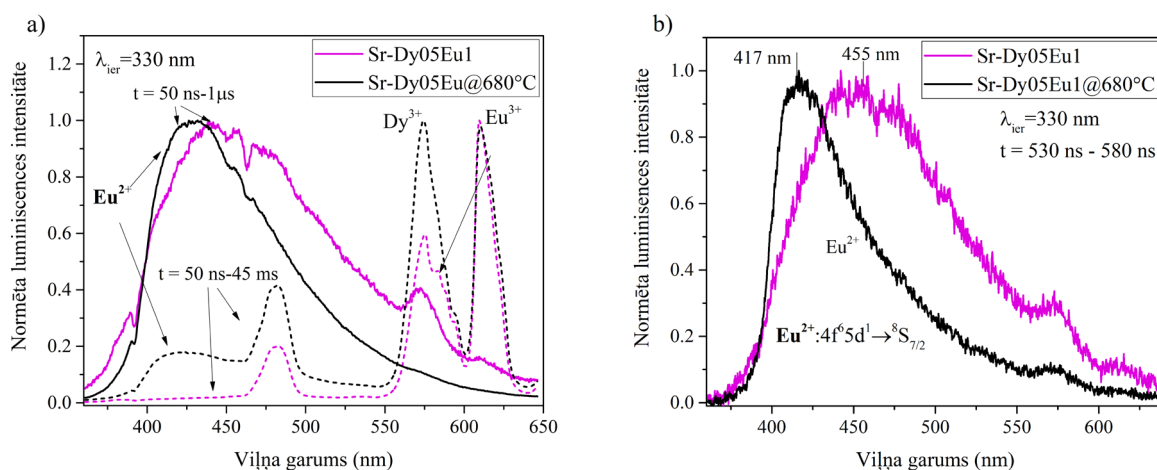 a)
λier=330 nm
Sr-Dy05Eu1
Sr-Dy05Eu@680°C
t = 50 ns-1μs
Dy3+
Eu3+
Eu2+
t = 50 ns-45 ms
Normēta luminiscences intensitāte
1.2
1.0
0.8
0.6
0.4
0.2
0.0
400 450 500 550 600 650
Viļņa garums (nm)
b)
417 nm
455 nm
Sr-Dy05Eu1
Sr-Dy05Eu1@680°C
λier=330 nm
t = 530 ns - 580 ns
Eu2+
Eu2+:4f65d1→8S7/2
Normēta luminisences intensitāte
1.0
0.8
0.6
0.4
0.2
0.0
400 450 500 550 600
Viļņa garums (nm)